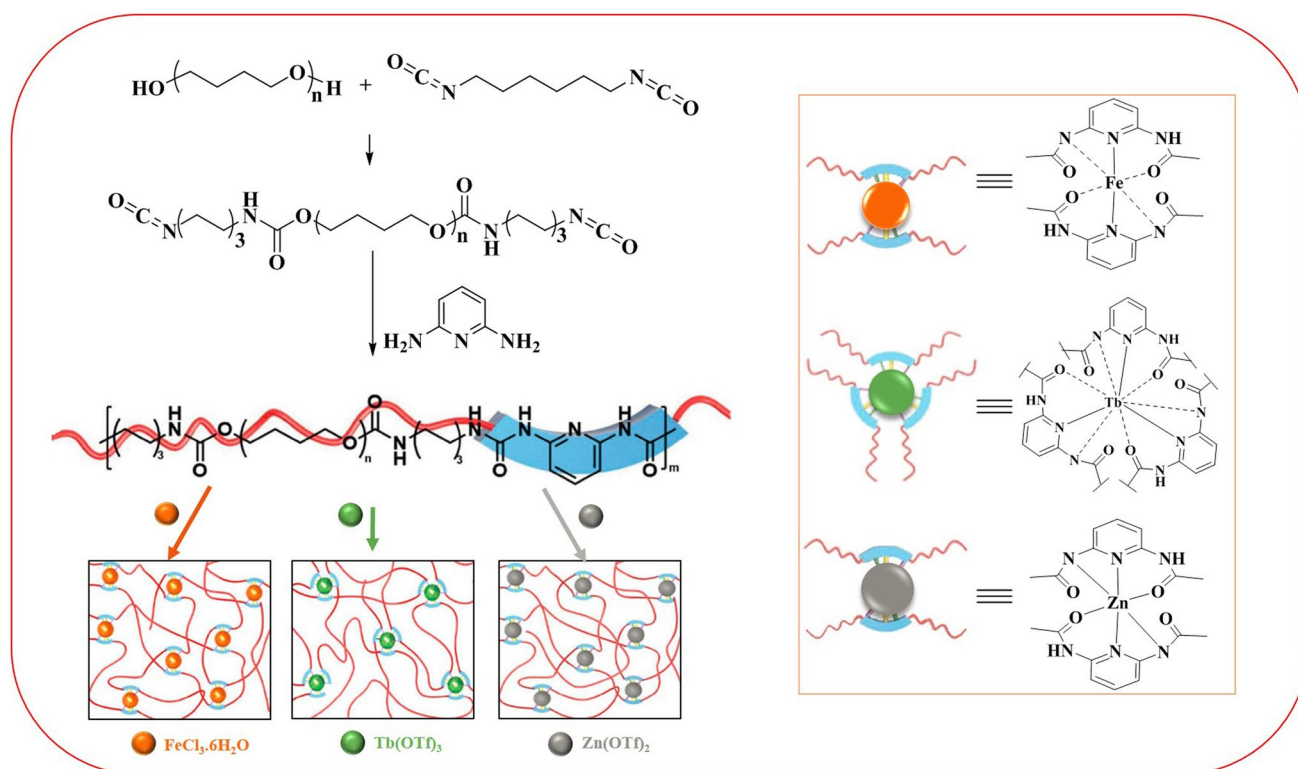 HO ( O ) n H + O=C=N N=C=O
O=C=N ( ) 3 H N O O ( O ) n O N H ( ) 3 N=C=O
H₂N N NH₂
[ ( ) 3 H N O O ( O ) n O N H ( ) 3 H N O H N N H N O ] m
FeCl₃.6H₂O Tb(OTf)₃ Zn(OTf)₂
N N NH
O Fe O
O O
HN N N
N N NH
O O O
O
HN Tb N
N N
N O O
N H
N N NH
O Zn O
O O
HN N N